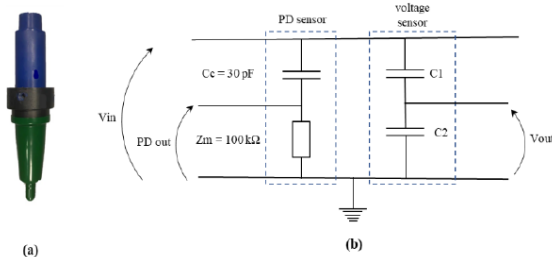 PD sensor
voltage
sensor
Cc = 30 pF
C1
Vin
PD out
Zm = 100 kΩ
C2
Vout
(a)
(b)